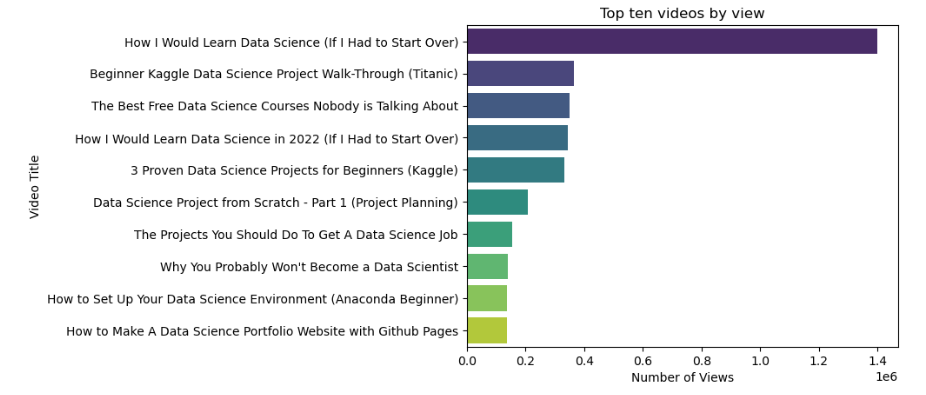 Top ten videos by view
How I Would Learn Data Science (If I Had to Start Over)
Beginner Kaggle Data Science Project Walk-Through (Titanic)
The Best Free Data Science Courses Nobody is Talking About
How I Would Learn Data Science in 2022 (If I Had to Start Over)
3 Proven Data Science Projects for Beginners (Kaggle)
Data Science Project from Scratch - Part 1 (Project Planning)
The Projects You Should Do To Get A Data Science Job
Why You Probably Won't Become a Data Scientist
How to Set Up Your Data Science Environment (Anaconda Beginner)
How to Make A Data Science Portfolio Website with Github Pages
Video Title
0.0 0.2 0.4 0.6 0.8 1.0 1.2 1.4
1e6
Number of Views